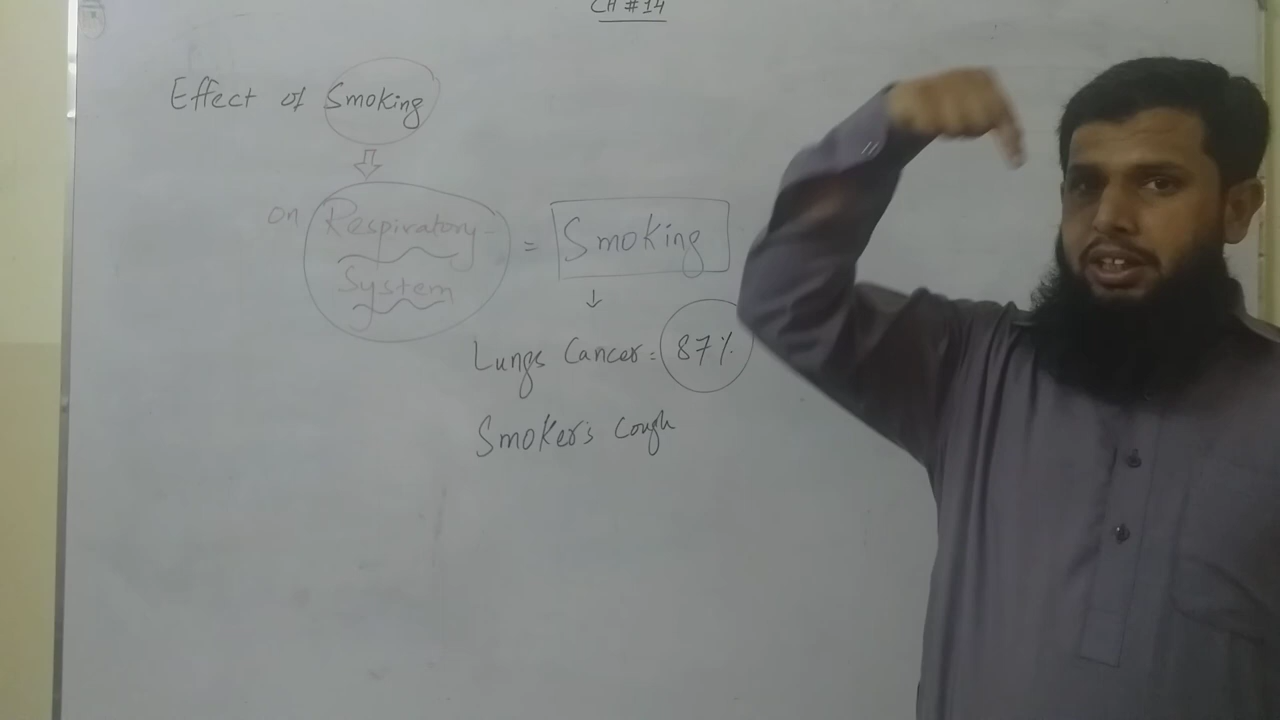 CH # 14
Effect of Smoking
on Respiratory = Smoking
System
Lungs Cancer = 87%
Smoker's Cough